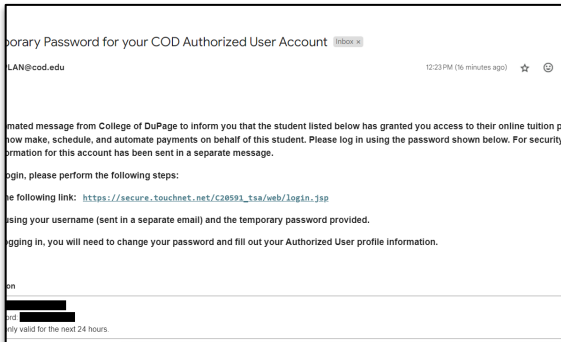 porary Password for your COD Authorized User Account Inbox x
LAN@cod.edu 12:23 PM (16 minutes ago)
mated message from College of DuPage to inform you that the student listed below has granted you access to their online tuition p
now make, schedule, and automate payments on behalf of this student. Please log in using the password shown below. For security
ormation for this account has been sent in a separate message.
ogin, please perform the following steps:
he following link: https://secure.touchnet.net/C20591_tsa/web/login.jsp
using your username (sent in a separate email) and the temporary password provided.
ogging in, you will need to change your password and fill out your Authorized User profile information.
on
ord:
only valid for the next 24 hours.